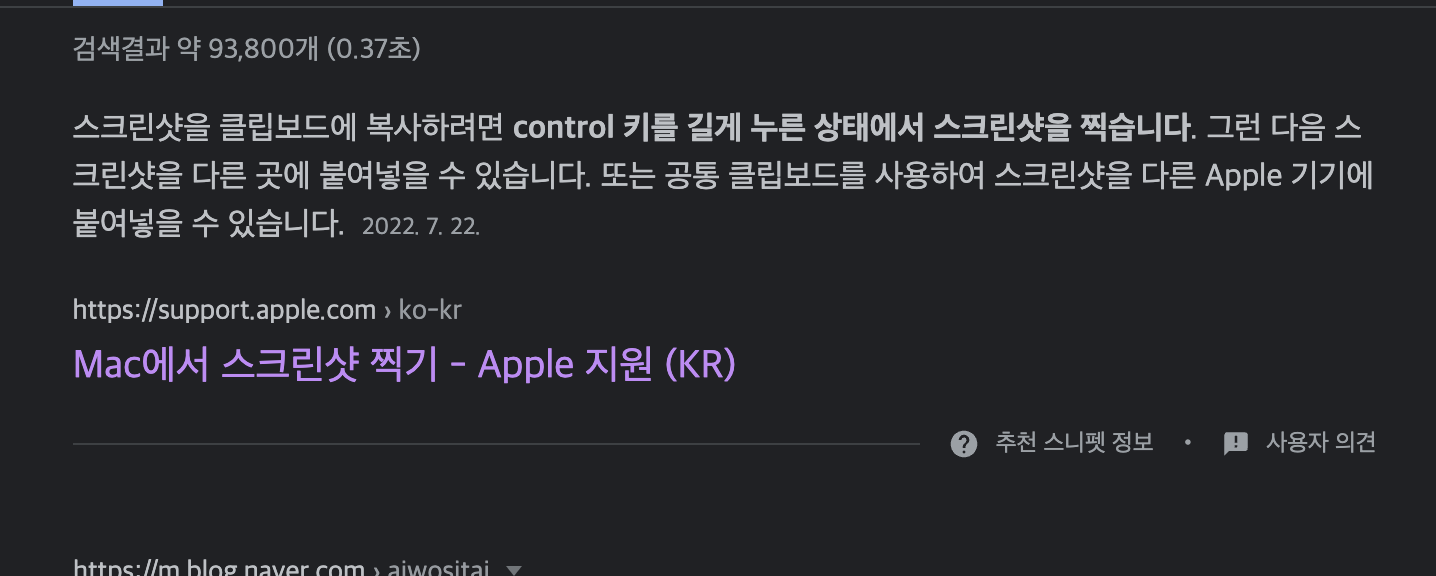 검색결과 약 93,800개 (0.37초)
스크린샷을 클립보드에 복사하려면 control 키를 길게 누른 상태에서 스크린샷을 찍습니다. 그런 다음 스
크린샷을 다른 곳에 붙여넣을 수 있습니다. 또는 공통 클립보드를 사용하여 스크린샷을 다른 Apple 기기에
붙여넣을 수 있습니다. 2022. 7. 22.
https://support.apple.com › ko-kr
Mac에서 스크린샷 찍기 - Apple 지원 (KR)
추천 스니펫 정보 • 사용자 의견
https://m.blog.naver.com › aiwositai